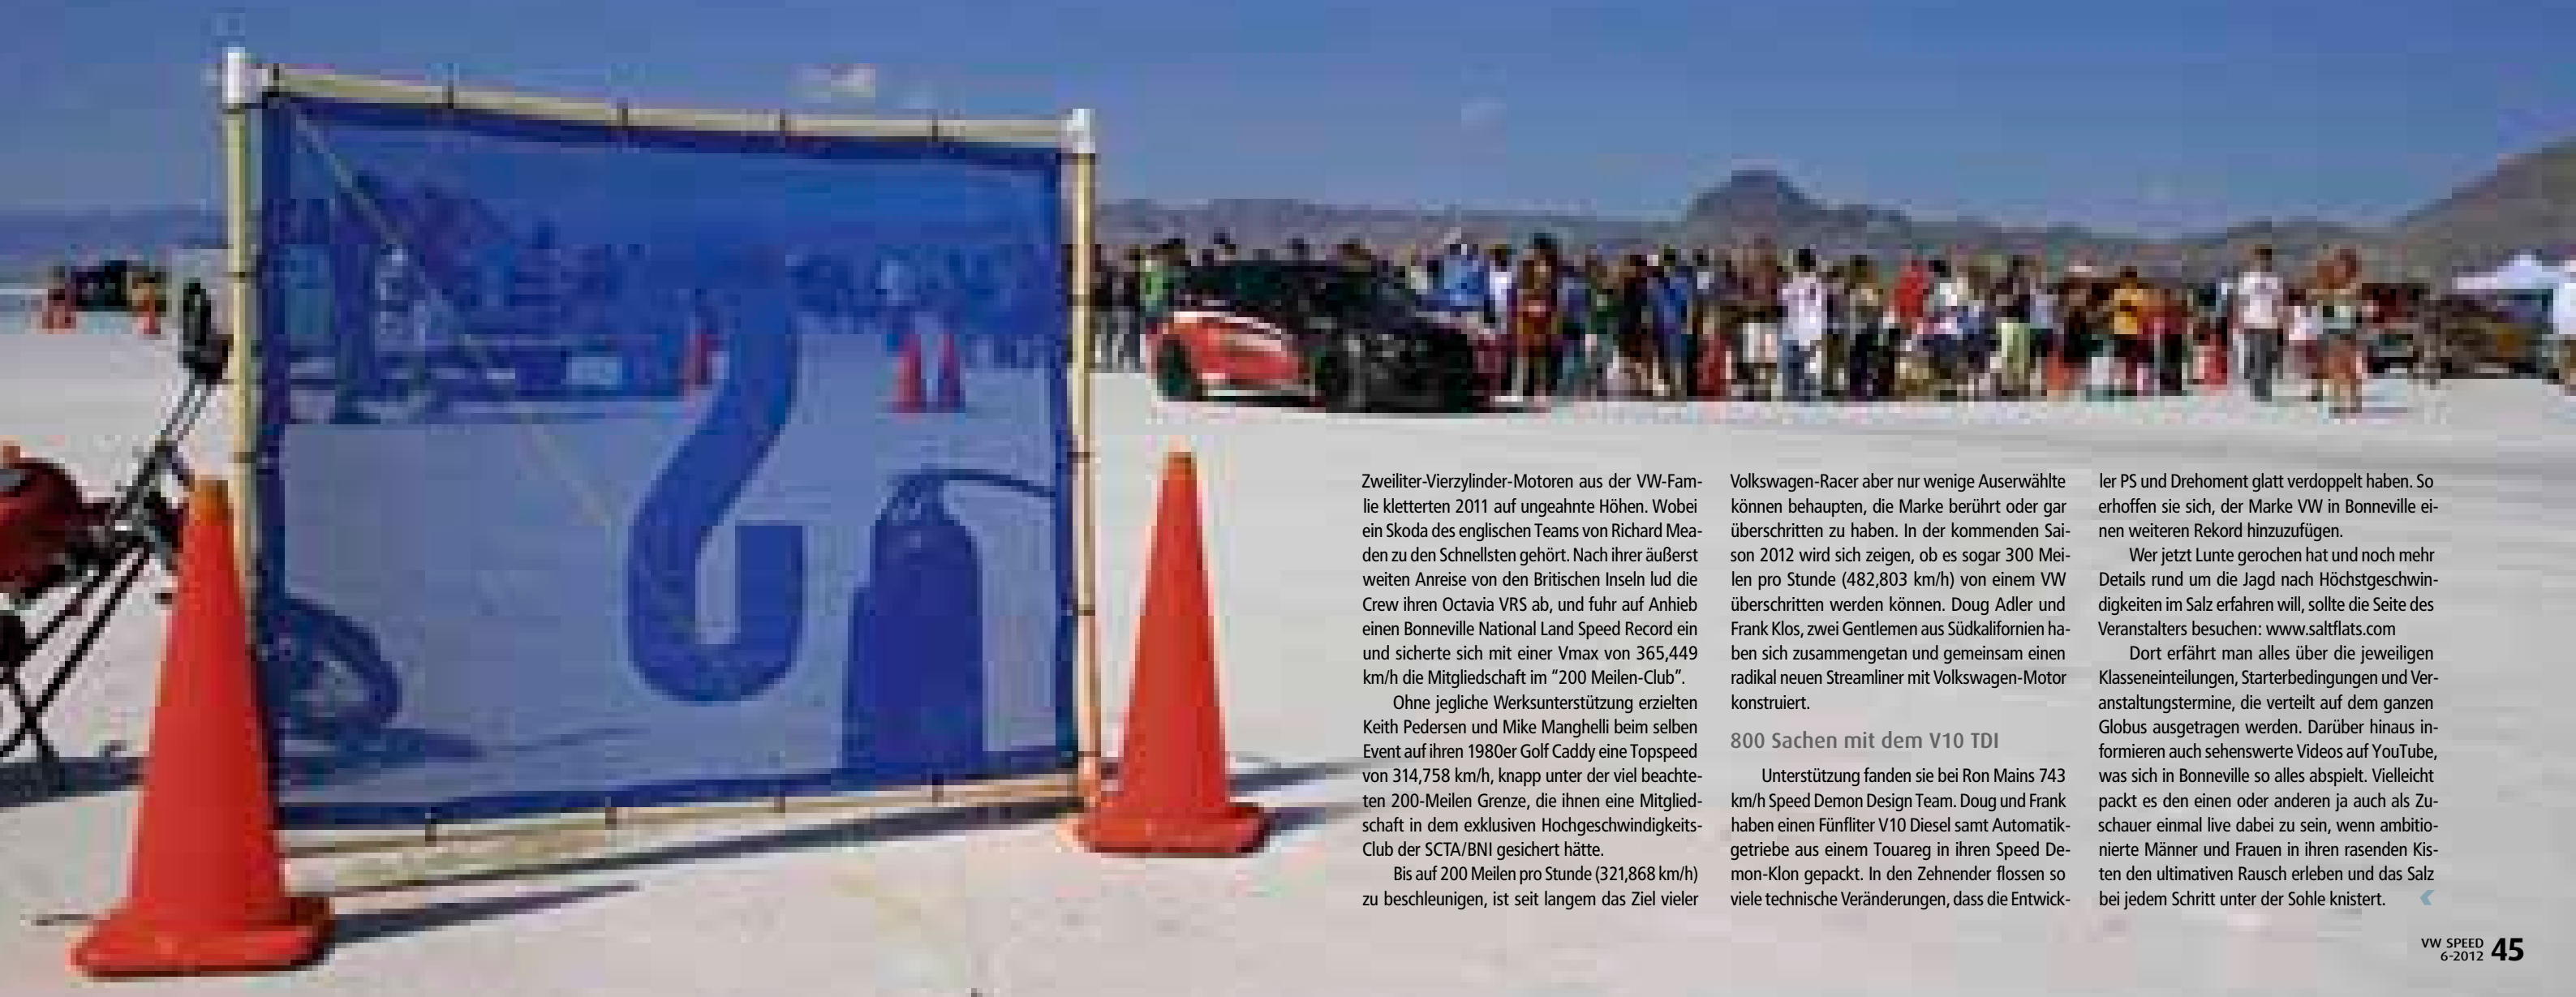 Zweiliter-Vierzylinder-Motoren aus der VW-Fam-
lie kletterten 2011 auf ungeahnte Höhen. Wobei
ein Skoda des englischen Teams von Richard Mea-
den zu den Schnellsten gehört. Nach ihrer äußerst
weiten Anreise von den Britischen Inseln lud die
Crew ihren Octavia VRS ab, und fuhr auf Anhieb
einen Bonneville National Land Speed Record ein
und sicherte sich mit einer Vmax von 365,449
km/h die Mitgliedschaft im “200 Meilen-Club”.
Ohne jegliche Werksunterstützung erzielten
Keith Pedersen und Mike Manghelli beim selben
Event auf ihren 1980er Golf Caddy eine Topspeed
von 314,758 km/h, knapp unter der viel beachte-
ten 200-Meilen Grenze, die ihnen eine Mitglied-
schaft in dem exklusiven Hochgeschwindigkeits-
Club der SCTA/BNI gesichert hätte.
Bis auf 200 Meilen pro Stunde (321,868 km/h)
zu beschleunigen, ist seit langem das Ziel vieler
Volkswagen-Racer aber nur wenige Auserwählte
können behaupten, die Marke berührt oder gar
überschritten zu haben. In der kommenden Sai-
son 2012 wird sich zeigen, ob es sogar 300 Mei-
len pro Stunde (482,803 km/h) von einem VW
überschritten werden können. Doug Adler und
Frank Klos, zwei Gentlemen aus Südkalifornien ha-
ben sich zusammengetan und gemeinsam einen
radikal neuen Streamliner mit Volkswagen-Motor
konstruiert.
800 Sachen mit dem V10 TDI
Unterstützung fanden sie bei Ron Mains 743
km/h Speed Demon Design Team. Doug und Frank
haben einen Fünfliter V10 Diesel samt Automatik-
getriebe aus einem Touareg in ihren Speed De-
mon-Klon gepackt. In den Zehnender flossen so
viele technische Veränderungen, dass die Entwick-
ler PS und Drehoment glatt verdoppelt haben. So
erhoffen sie sich, der Marke VW in Bonneville ei-
nen weiteren Rekord hinzuzufügen.
Wer jetzt Lunte gerochen hat und noch mehr
Details rund um die Jagd nach Höchstgeschwin-
digkeiten im Salz erfahren will, sollte die Seite des
Veranstalters besuchen: www.saltflats.com
Dort erfährt man alles über die jeweiligen
Klasseneinteilungen, Starterbedingungen und Ver-
anstaltungstermine, die verteilt auf dem ganzen
Globus ausgetragen werden. Darüber hinaus in-
formieren auch sehenswerte Videos auf YouTube,
was sich in Bonneville so alles abspielt. Vielleicht
packt es den einen oder anderen ja auch als Zu-
schauer einmal live dabei zu sein, wenn ambitio-
nierte Männer und Frauen in ihren rasenden Kis-
ten den ultimativen Rausch erleben und das Salz
bei jedem Schritt unter der Sohle knistert.
VW SPEED
6-2012 45